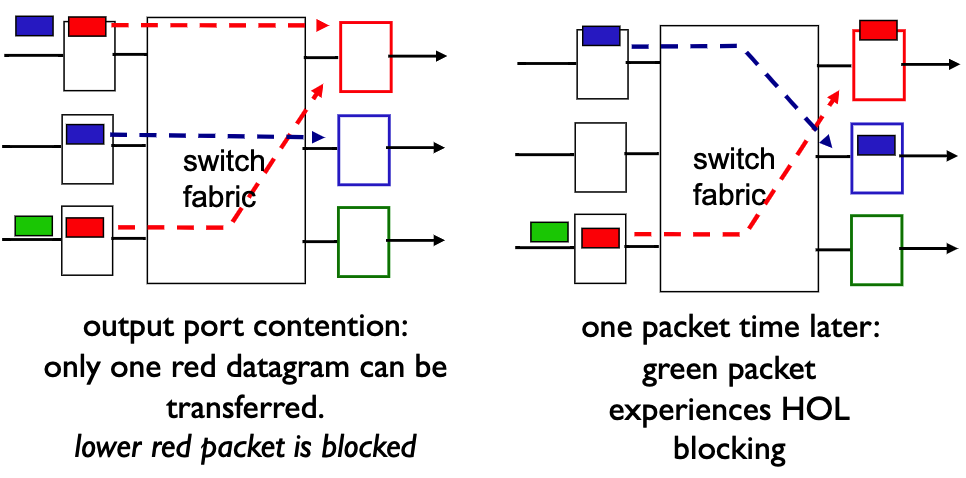 switch
fabric
switch
fabric
output port contention:
only one red datagram can be
transferred.
lower red packet is blocked
one packet time later:
green packet
experiences HOL
blocking